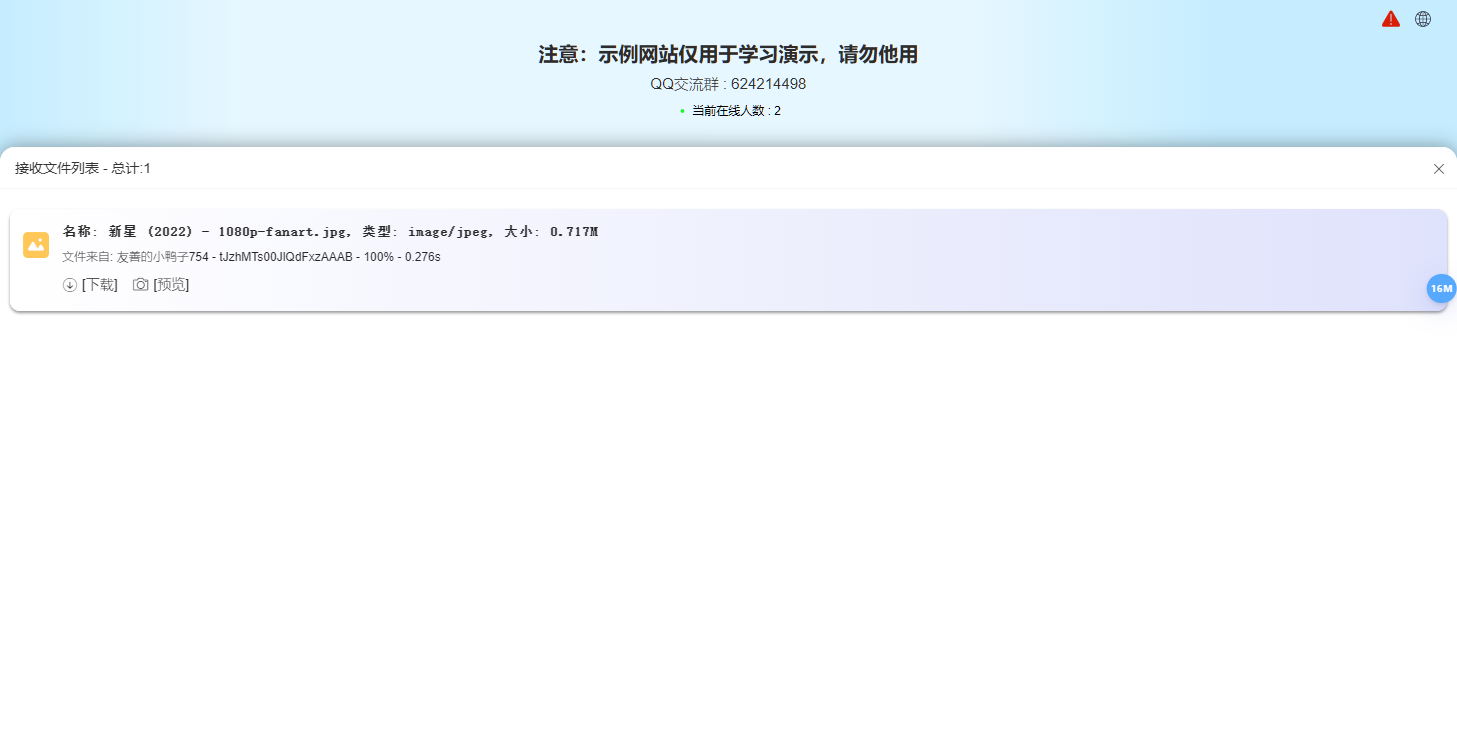 注意：示例网站仅用于学习演示，请勿他用
QQ交流群 : 624214498
当前在线人数 : 2
接收文件列表 - 总计:1
名称: 新星 (2022) - 1080p-fanart.jpg, 类型: image/jpeg, 大小: 0.717M
文件来自: 友善的小鸭子754 - tJzhMTs00JlQdFxzAAAB - 100% - 0.276s
[下载] [预览]
16M